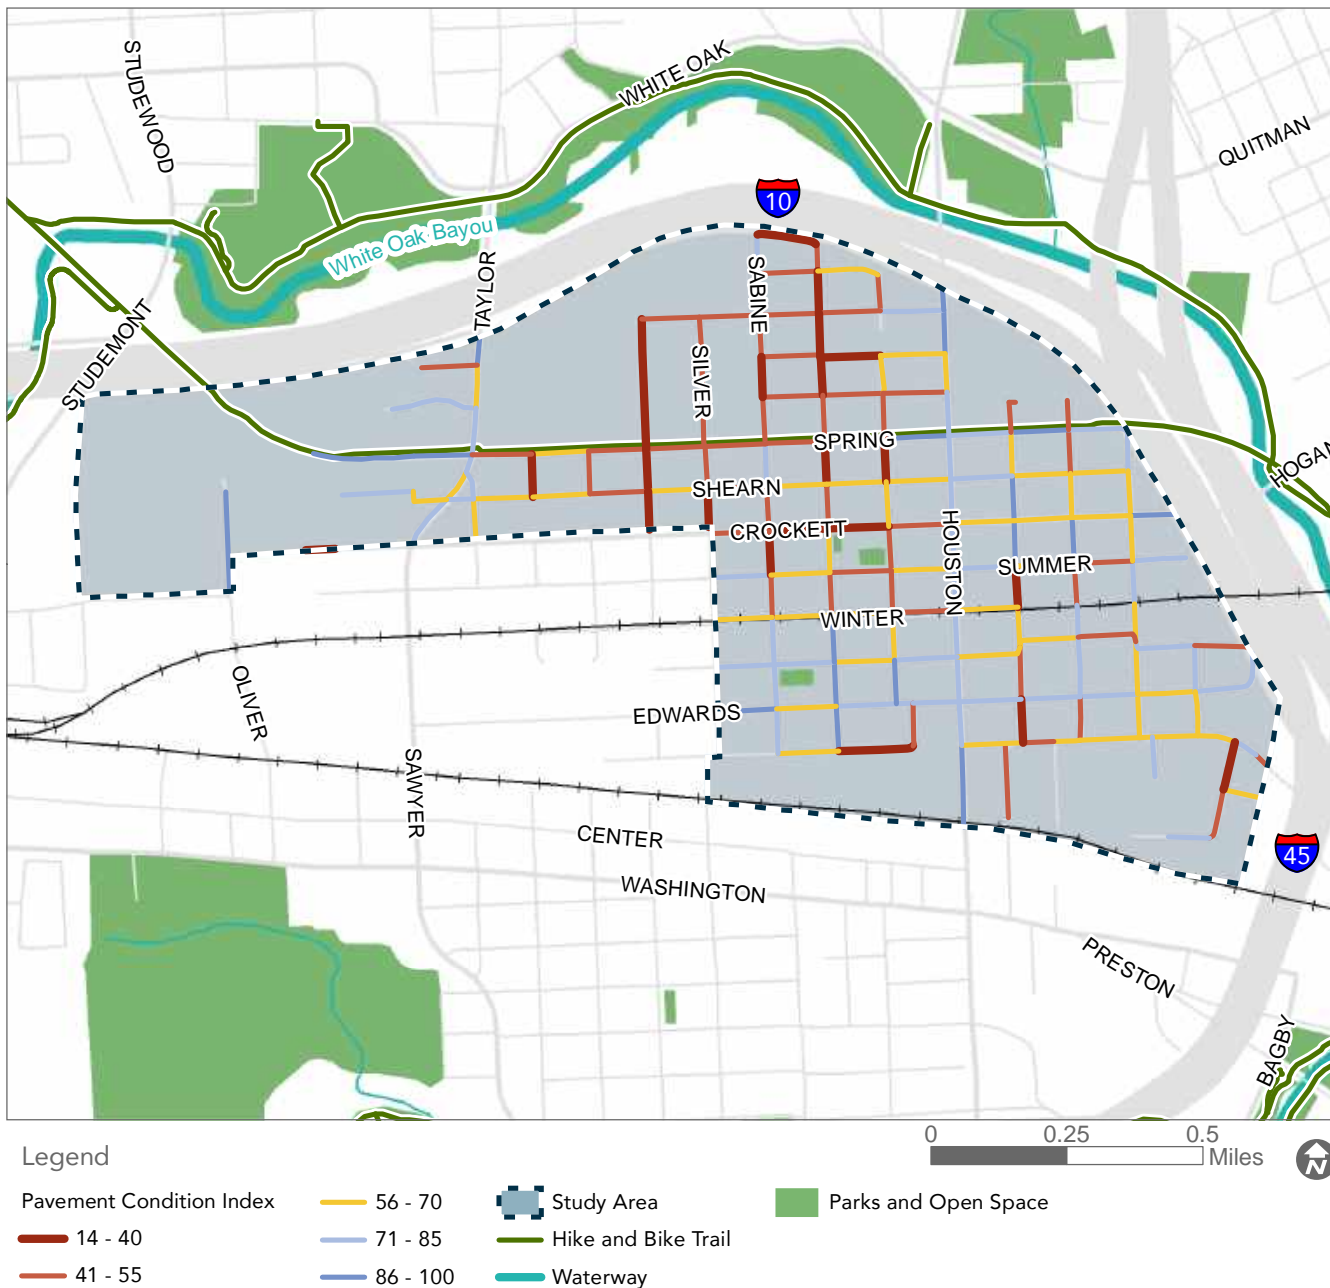 STUDEWOOD
WHITE OAK
QUITMAN
10
White Oak Bayou
TAYLOR
SABINE
STUDEMONT
SILVER
SPRING
HOGAN
SHEARN
CROCKETT
HOUSTON
SUMMER
WINTER
OLIVER
EDWARDS
SAWYER
CENTER
45
WASHINGTON
PRESTON
BAGBY
0 0.25 0.5
Miles
N
Legend
Pavement Condition Index
14 - 40
41 - 55
56 - 70
71 - 85
86 - 100
Study Area
Hike and Bike Trail
Waterway
Parks and Open Space